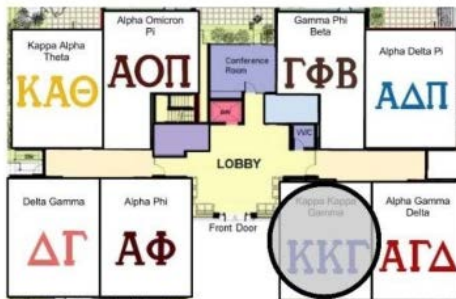 Kappa Alpha
Theta
ΚΑΘ
Alpha Omicron
Pi
ΑΟΠ
Conference
Room
Gamma Phi
Beta
ΓΦΒ
Alpha Delta Pi
ΑΔΠ
LOBBY
Delta Gamma
ΔΓ
Alpha Phi
ΑΦ
Front Door
Kappa Kappa
Gamma
ΚΚΓ
Alpha Gamma
Delta
ΑΓΔ